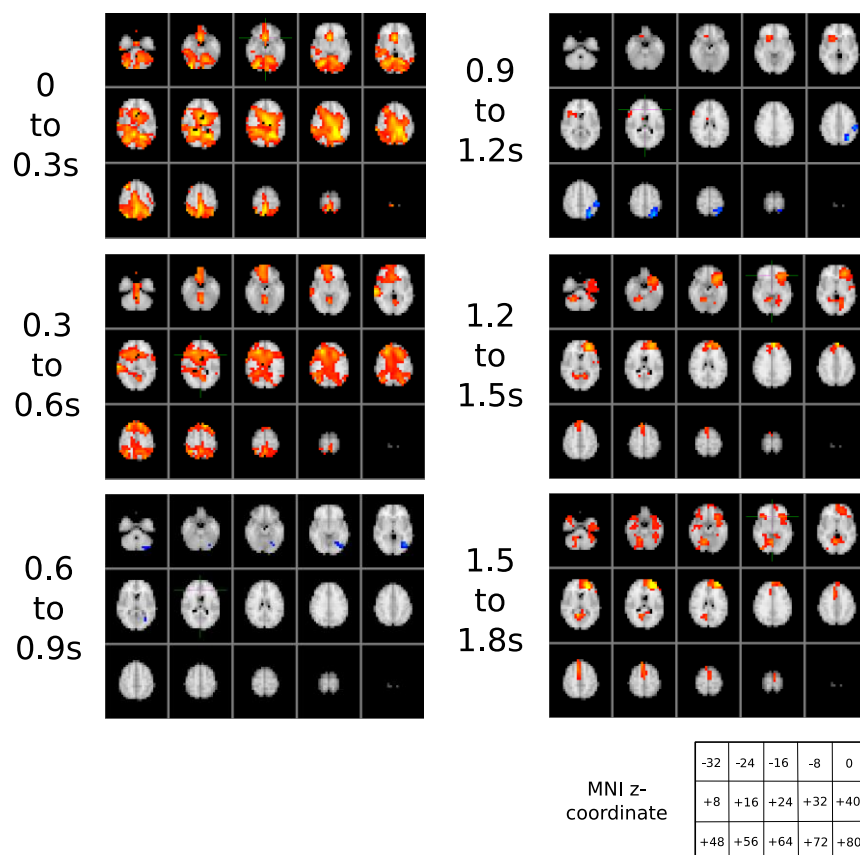 0
to
0.3s
0.3
to
0.6s
0.6
to
0.9s
0.9
to
1.2s
1.2
to
1.5s
1.5
to
1.8s
MNI z-
coordinate
-32 -24 -16 -8 0
+8 +16 +24 +32 +40
+48 +56 +64 +72 +80